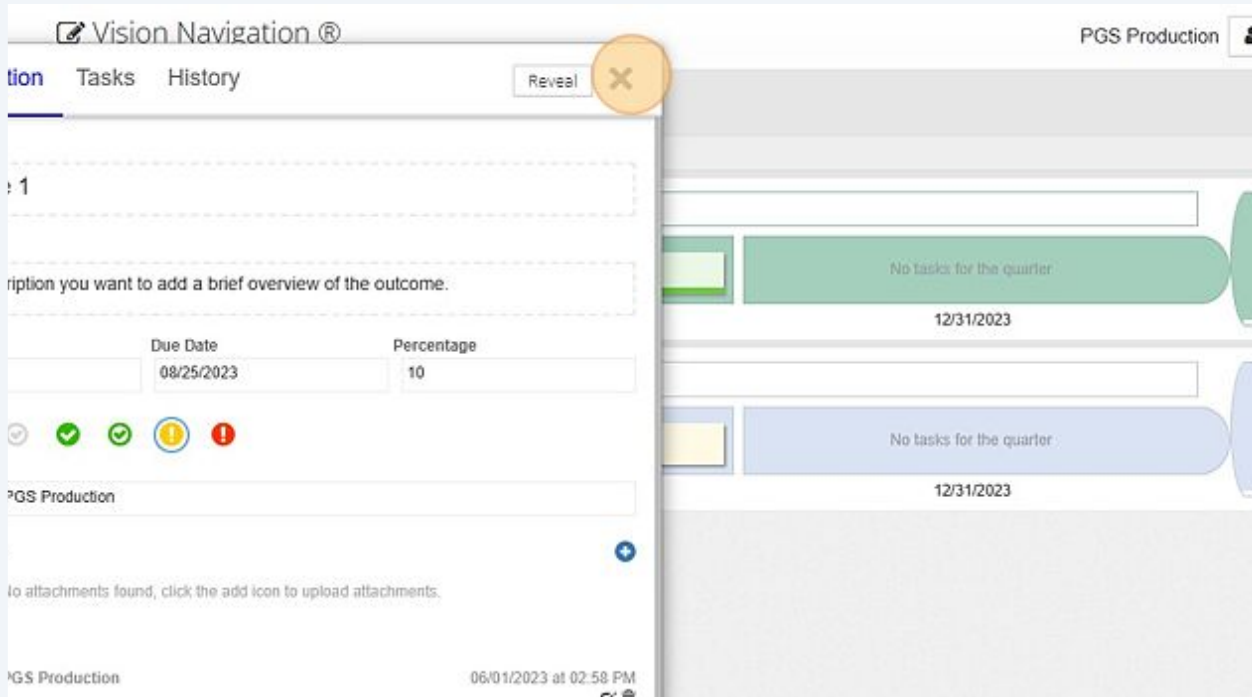 Vision Navigation ®
PGS Production
tion Tasks History
Reveal
e 1
ription you want to add a brief overview of the outcome.
Due Date
Percentage
08/25/2023
10
PGS Production
No attachments found, click the add icon to upload attachments.
PGS Production
06/01/2023 at 02:58 PM
No tasks for the quarter
12/31/2023
No tasks for the quarter
12/31/2023